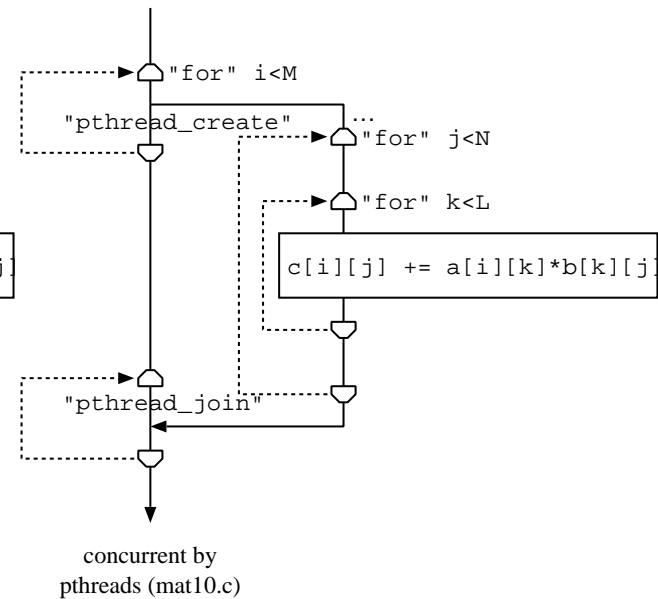 "for" i<M
"pthread_create"
...
"for" j<N
"for" k<L
j]
c[i][j] += a[i][k]*b[k][j]
"pthread_join"
concurrent by
pthreads (mat10.c)